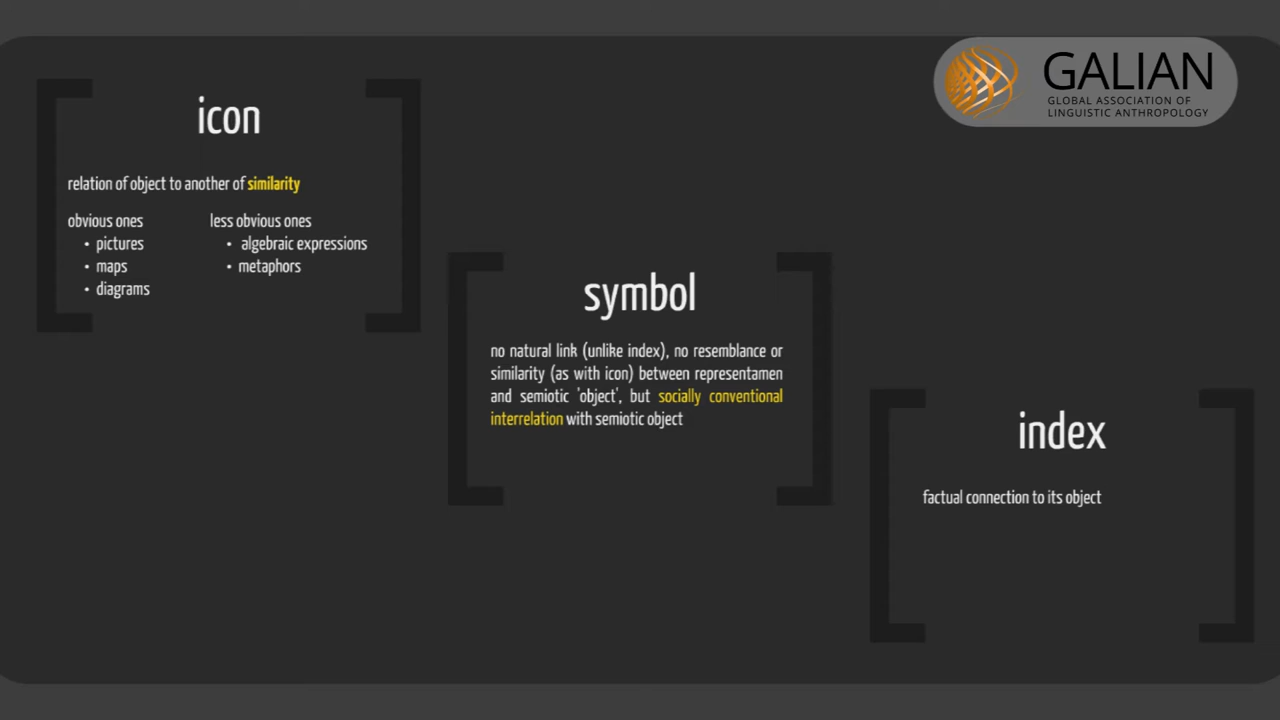 GALIAN
GLOBAL ASSOCIATION OF
LINGUISTIC ANTHROPOLOGY
icon
relation of object to another of similarity
obvious ones
• pictures
• maps
• diagrams
less obvious ones
• algebraic expressions
• metaphors
symbol
no natural link (unlike index), no resemblance or
similarity (as with icon) between representamen
and semiotic 'object', but socially conventional
interrelation with semiotic object
index
factual connection to its object